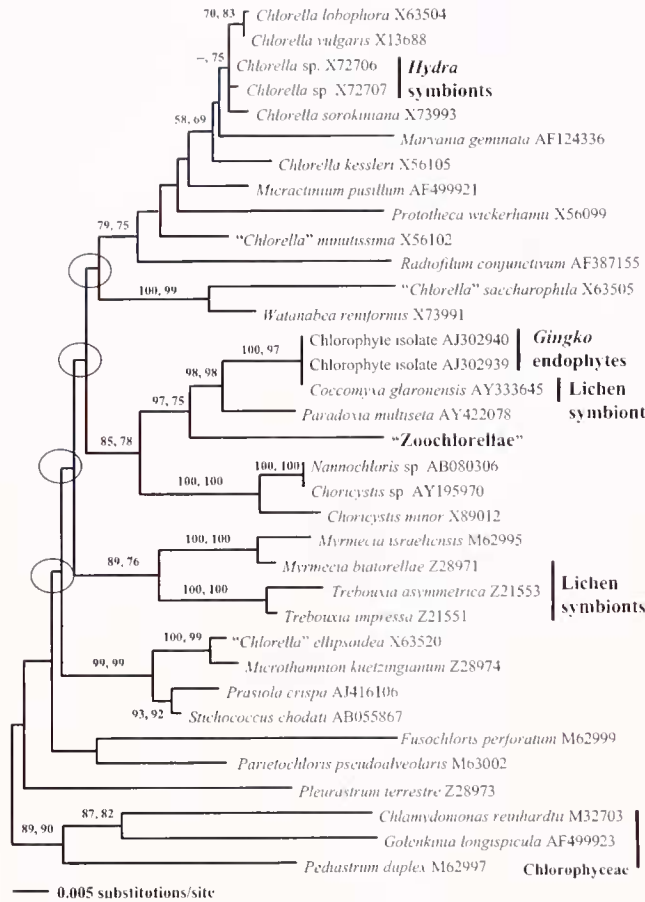 70, 83
Chlorella lobophora X63504
Chlorella vulgaris X13688
–, 75
Chlorella sp. X72706
Chlorella sp X72707
Hydra
symbionts
Chlorella sorokiniana X73993
58, 69
Marvania geminata AF124336
Chlorella kessleri X56105
Micractinium pusillum AF499921
Prototheca wickerhamii X56099
79, 75
"Chlorella" minutissima X56102
Radiofilum conjunctivum AF387155
100, 99
"Chlorella" saccharophila X63505
Watanabea reniformis X73991
100, 97
Chlorophyte isolate AJ302940
Chlorophyte isolate AJ302939
Gingko
endophytes
98, 98
Coccomyxa glaronensis AY333645
Lichen
symbiont
97, 75
Paradoxia multiseta AY422078
"Zoochlorellae"
85, 78
100, 100
Nannochloris sp AB080306
100, 100
Choricystis sp AY195970
Choricystis minor X89012
100, 100
Myrmecia israeliensis M62995
89, 76
Myrmecia biatorellae Z28971
100, 100
Trebouxia asymmetrica Z21553
Trebouxia impressa Z21551
Lichen
symbionts
100, 99
"Chlorella" ellipsoidea X63520
99, 99
Microthamnion kuetzingianum Z28974
Prasiola crispa AJ416106
93, 92
Stichococcus chodati AB055867
Fusochloris perforatum M62999
Parietochloris pseudoalveolaris M63002
Pleurastrum terrestre Z28973
87, 82
Chlamydomonas reinhardtii M32703
89, 90
Golenkinia longispicula AF499923
Pediastrum duplex M62997
Chlorophyceae
0.005 substitutions/site